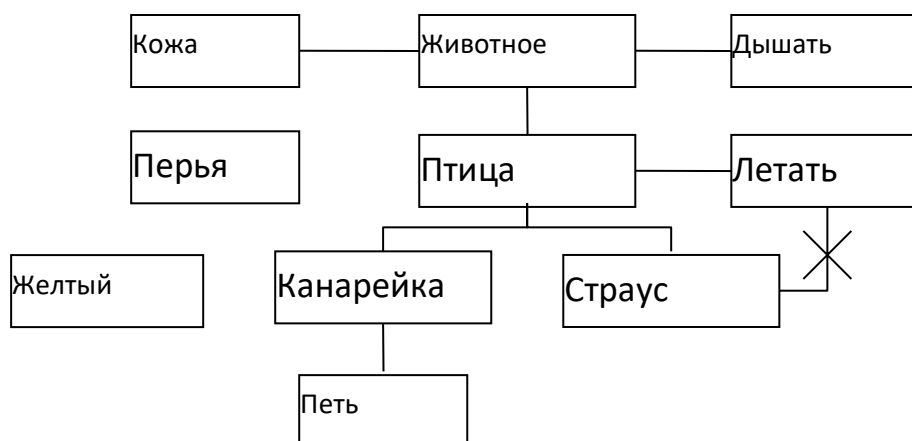 Кожа
Животное
Дышать
Перья
Птица
Летать
Желтый
Канарейка
Страус
Петь